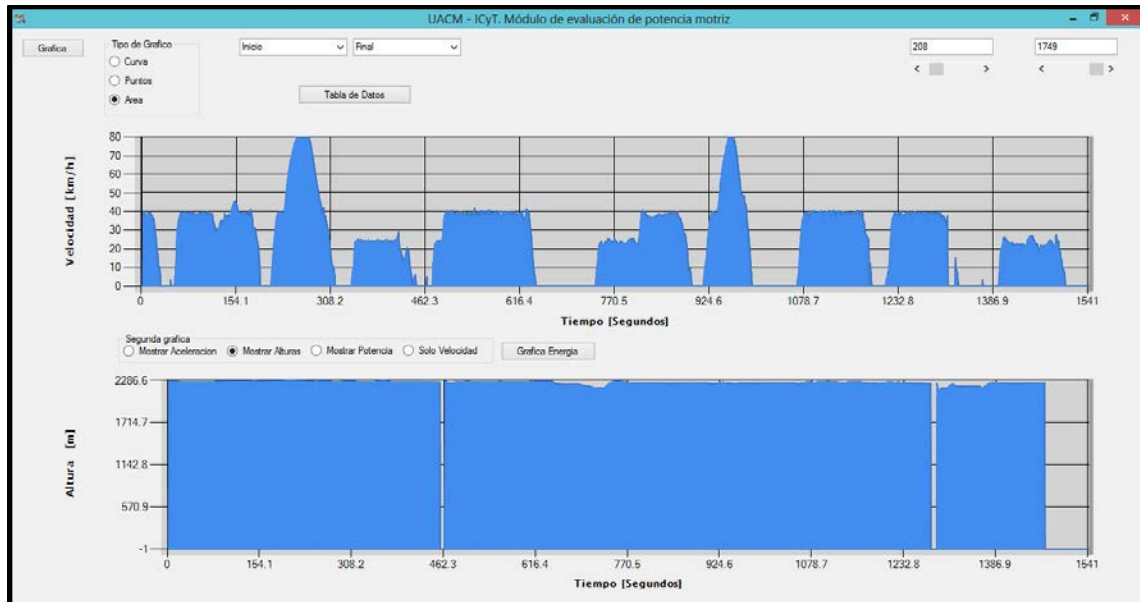 UACM - ICyT. Módulo de evaluación de potencia motriz
Grafica
Tipo de Grafico
Curva
Puntos
Area
Inicio
Final
Tabla de Datos
208
1749
Velocidad [km/h]
80
70
60
50
40
30
20
10
0
0 154.1 308.2 462.3 616.4 770.5 924.6 1078.7 1232.8 1386.9 1541
Tiempo [Segundos]
Segunda grafica
Mostrar Aceleracion Mostrar Alturas Mostrar Potencia Solo Velocidad
Grafica Energia
Altura [m]
2286.6
1714.7
1142.8
570.9
-1
0 154.1 308.2 462.3 616.4 770.5 924.6 1078.7 1232.8 1386.9 1541
Tiempo [Segundos]